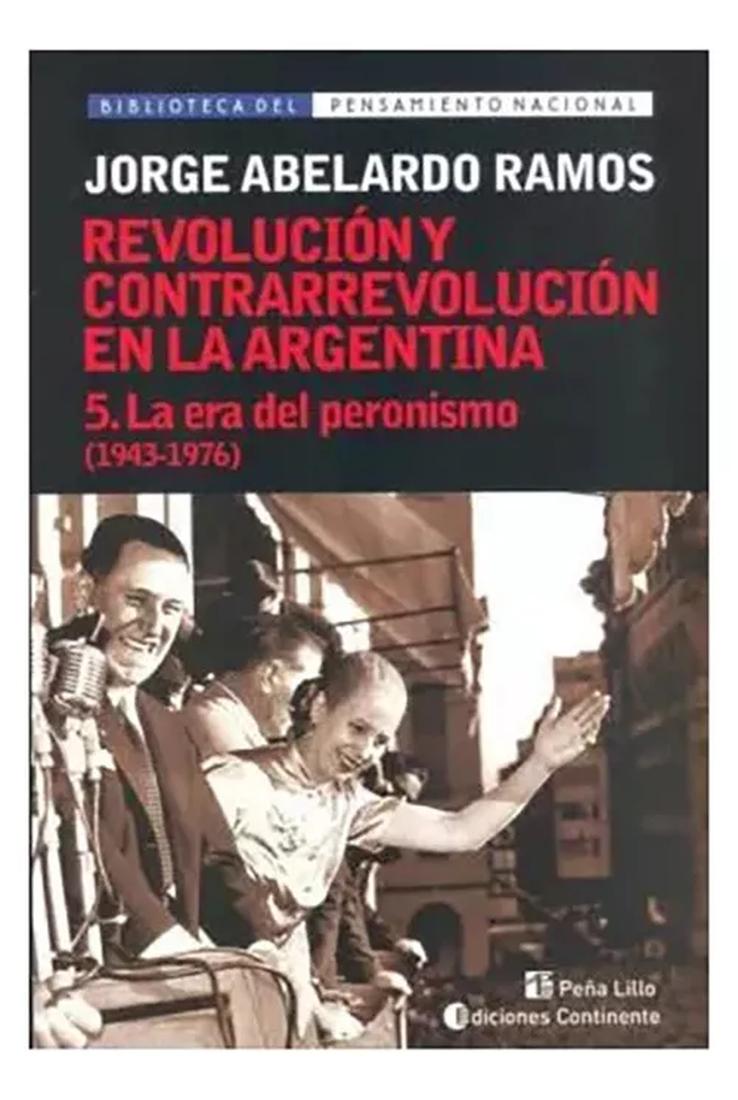 BIBLIOTECA DEL PENSAMIENTO NACIONAL
JORGE ABELARDO RAMOS
REVOLUCIÓN Y
CONTRARREVOLUCIÓN
EN LA ARGENTINA
5. La era del peronismo
(1943-1976)
Peña Lillo
Ediciones Continente